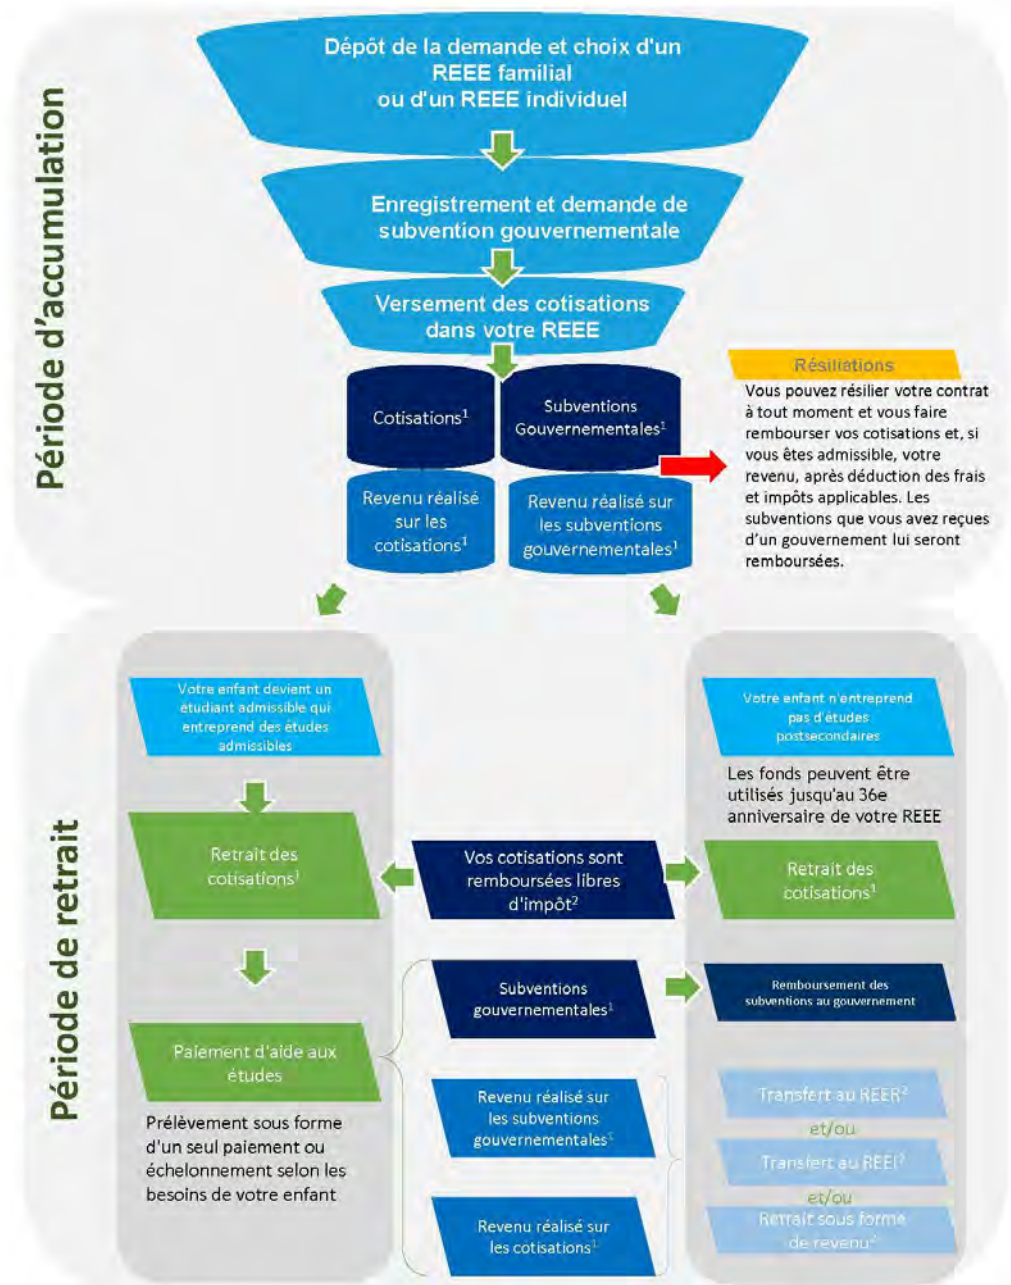 Période d'accumulation
Dépôt de la demande et choix d'un
REEE familial
ou d'un REEE individuel
Enregistrement et demande de
subvention gouvernementale
Versement des cotisations
dans votre REEE
Cotisations¹
Subventions
Gouvernementales¹
Revenu réalisé
sur les
cotisations¹
Revenu réalisé sur
les subventions
gouvernementales¹
Résiliations
Vous pouvez résilier votre contrat
à tout moment et vous faire
rembourser vos cotisations et, si
vous êtes admissible, votre
revenu, après déduction des frais
et impôts applicables. Les
subventions que vous avez reçues
d'un gouvernement lui seront
remboursées.
Période de retrait
Votre enfant devient un
étudiant admissible qui
entreprend des études
admissibles
Retrait des
cotisations¹
Paiement d'aide aux
études
Prélèvement sous forme
d'un seul paiement ou
échelonnement selon les
besoins de votre enfant
Vos cotisations sont
remboursées libres
d'impôt²
Subventions
gouvernementales¹
Revenu réalisé sur
les subventions
gouvernementales¹
Revenu réalisé sur
les cotisations¹
Votre enfant n'entreprend
pas d'études
postsecondaires
Les fonds peuvent être
utilisés jusqu'au 36e
anniversaire de votre REEE
Retrait des
cotisations¹
Remboursement des
subventions au gouvernement
Transfert au REER²
et/ou
Transfert au REEI²
et/ou
Retrait sous forme
de revenu²